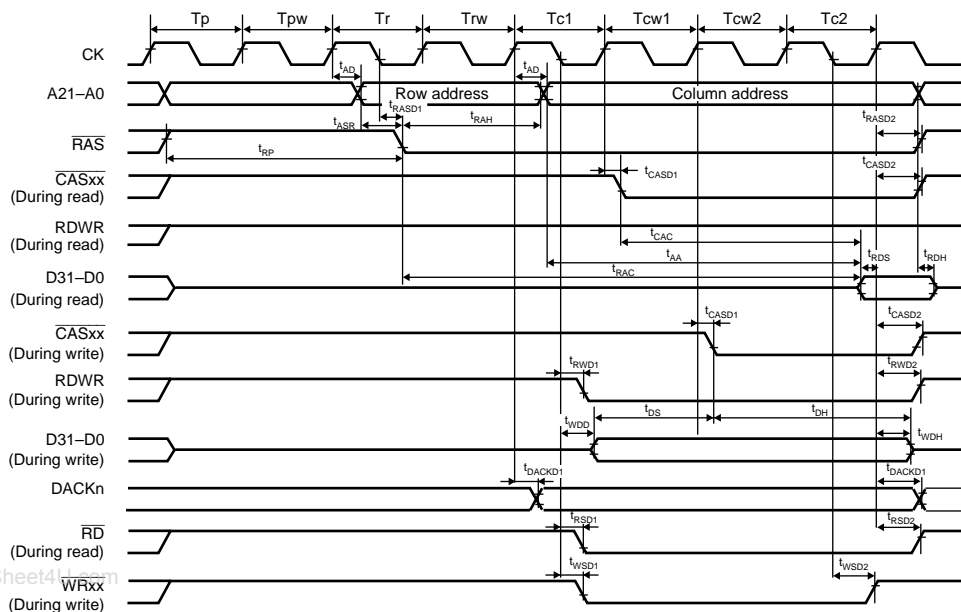 Tp Tpw Tr Trw Tc1 Tcw1 Tcw2 Tc2
CK
tAD tAD
A21–A0 Row address Column address
tRASD1 tRASD2
tASR tRAH
RAS
tRP
tCASD2
CASxx tCASD1
(During read)
RDWR
(During read) tCAC
tAA tRDS tRDH
D31–D0 tRAC
(During read)
tCASD1 tCASD2
CASxx
(During write)
RDWR tRWD1 tRWD2
(During write)
tDS tDH
D31–D0 tWDD tWDH
(During write)
tDACKD1 tDACKD1
DACKn
tRSD1 tRSD2
RD
(During read)
tWSD1 tWSD2
heet4U.com
WRxx
(During write)